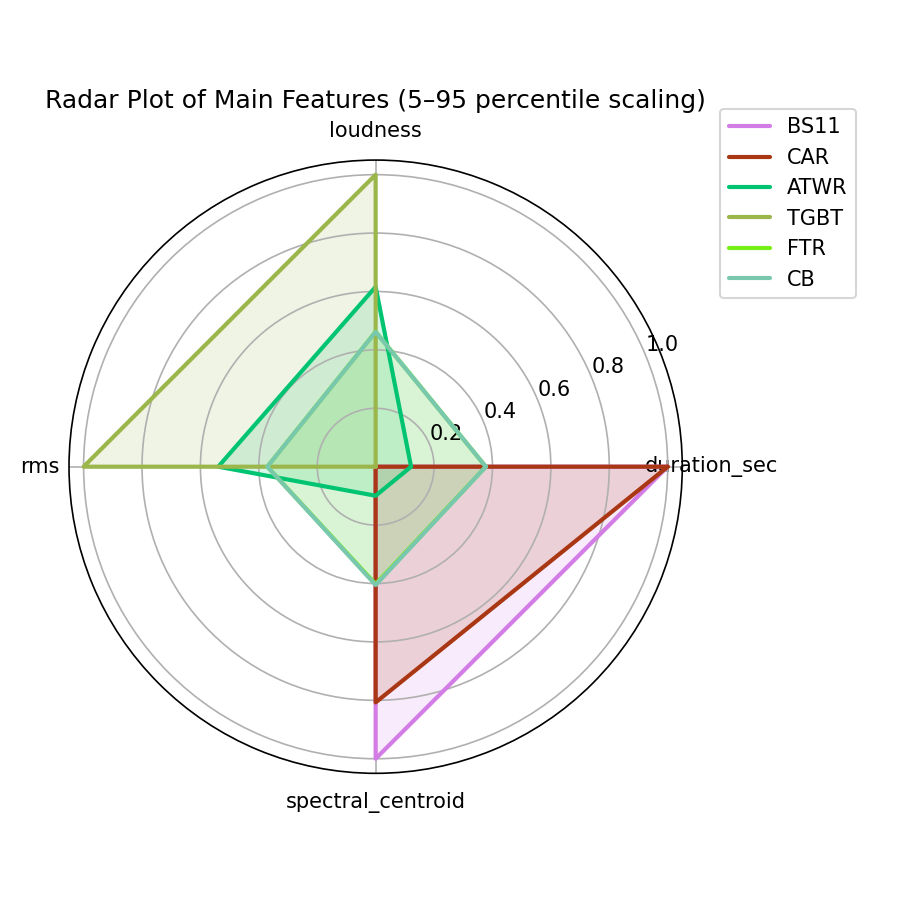 Radar Plot of Main Features (5–95 percentile scaling)
loudness
BS11
CAR
ATWR
TGBT
FTR
CB
1.0
0.8
0.6
0.4
0.2
rms
duration_sec
spectral_centroid